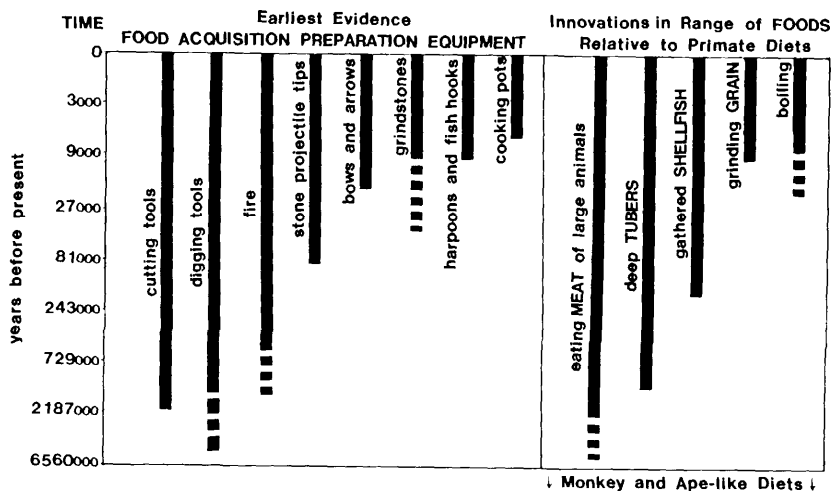 TIME
Earliest Evidence
FOOD ACQUISITION PREPARATION EQUIPMENT
Innovations in Range of FOODS
Relative to Primate Diets
years before present
0
3000
9000
27000
81000
243000
729000
2187000
6560000
cutting tools
digging tools
fire
stone projectile tips
bows and arrows
grindstones
harpoons and fish hooks
cooking pots
eating MEAT of large animals
deep TUBERS
gathered SHELLFISH
grinding GRAIN
boiling
↓ Monkey and Ape-like Diets ↓